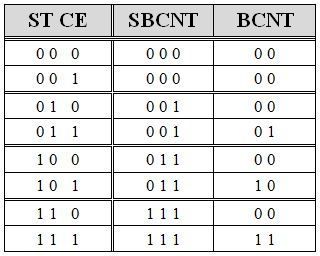 ST CE SBCNT BCNT
0 0 0 0 0 0 0 0
0 0 1 0 0 0 0 0
0 1 0 0 0 1 0 0
0 1 1 0 0 1 0 1
1 0 0 0 1 1 0 0
1 0 1 0 1 1 1 0
1 1 0 1 1 1 0 0
1 1 1 1 1 1 1 1